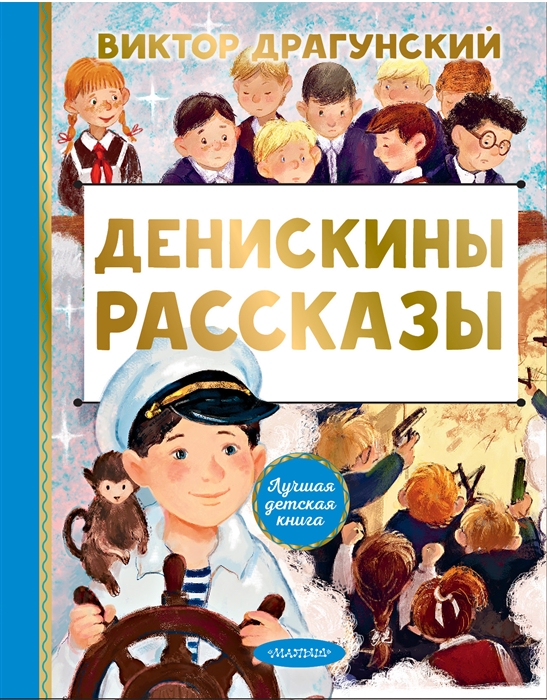 ВИКТОР ДРАГУНСКИЙ
ДЕНИСКИНЫ
РАССКАЗЫ
Лучшая
детская
книга
«МАЛЫШ»